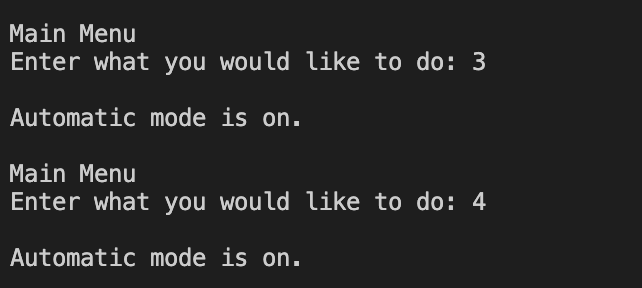 Main Menu
Enter what you would like to do: 3
Automatic mode is on.
Main Menu
Enter what you would like to do: 4
Automatic mode is on.